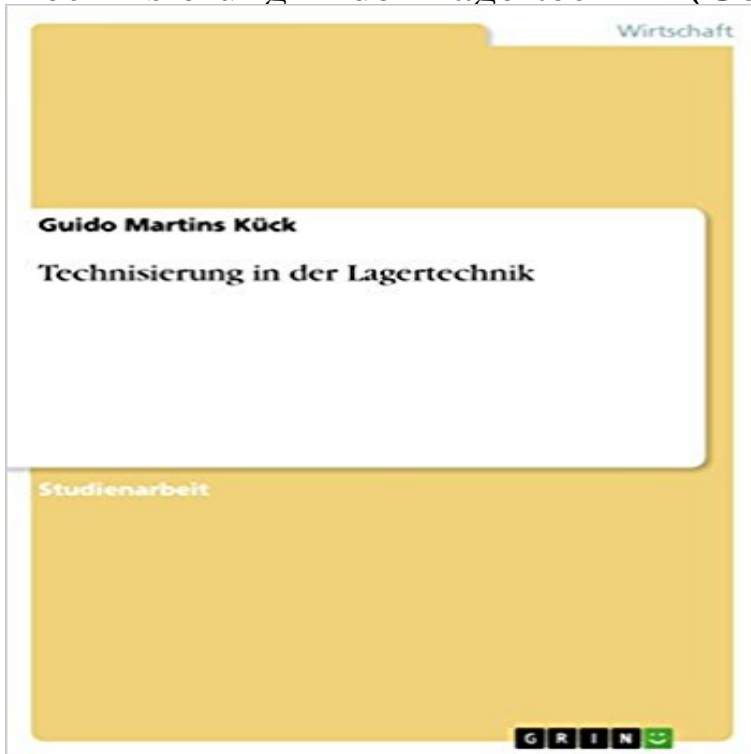 Wirtschaft
Guido Martins Kück
Technisierung in der Lagertechnik
Studienarbeit
GRIN